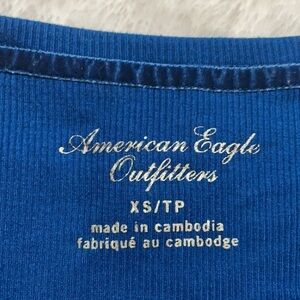 American Eagle
Outfitters
XS/TP
made in cambodia
fabriqué au cambodge